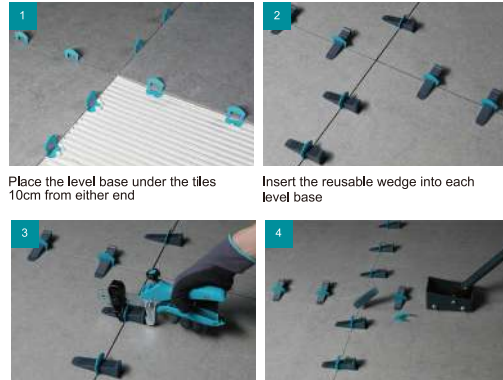 1
2
Place the level base under the tiles
10cm from either end
Insert the reusable wedge into each
level base
3
4